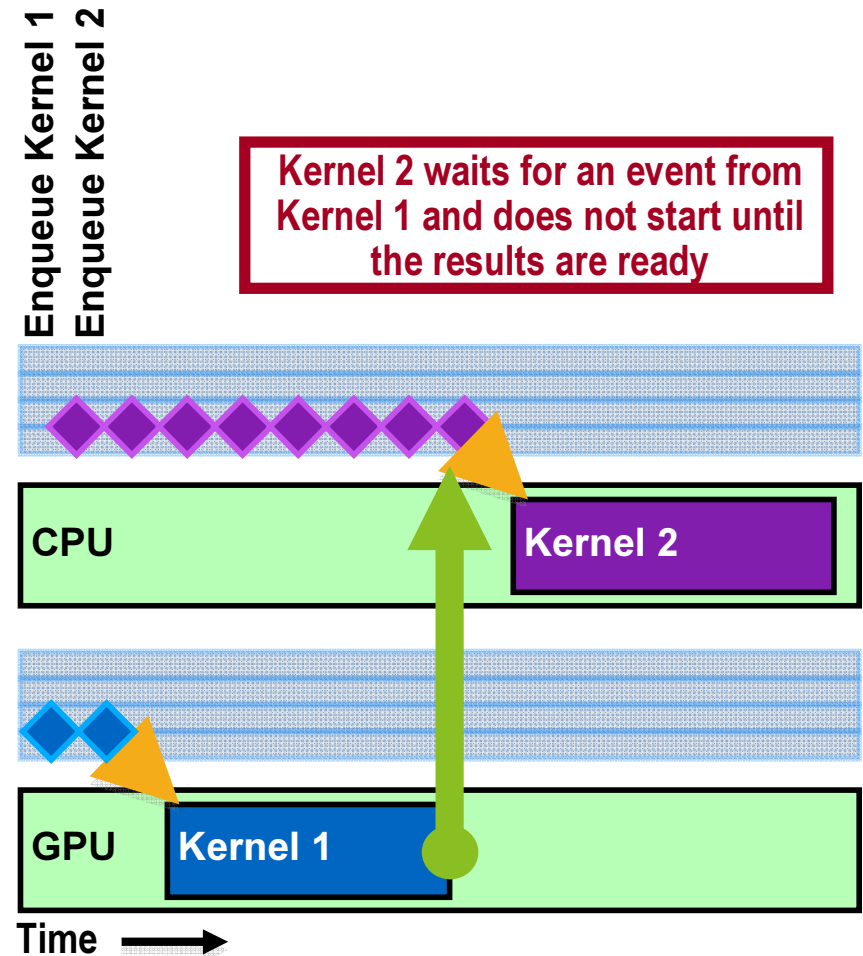 Enqueue Kernel 1
Enqueue Kernel 2
Kernel 2 waits for an event from
Kernel 1 and does not start until
the results are ready
CPU
Kernel 2
GPU
Kernel 1
Time